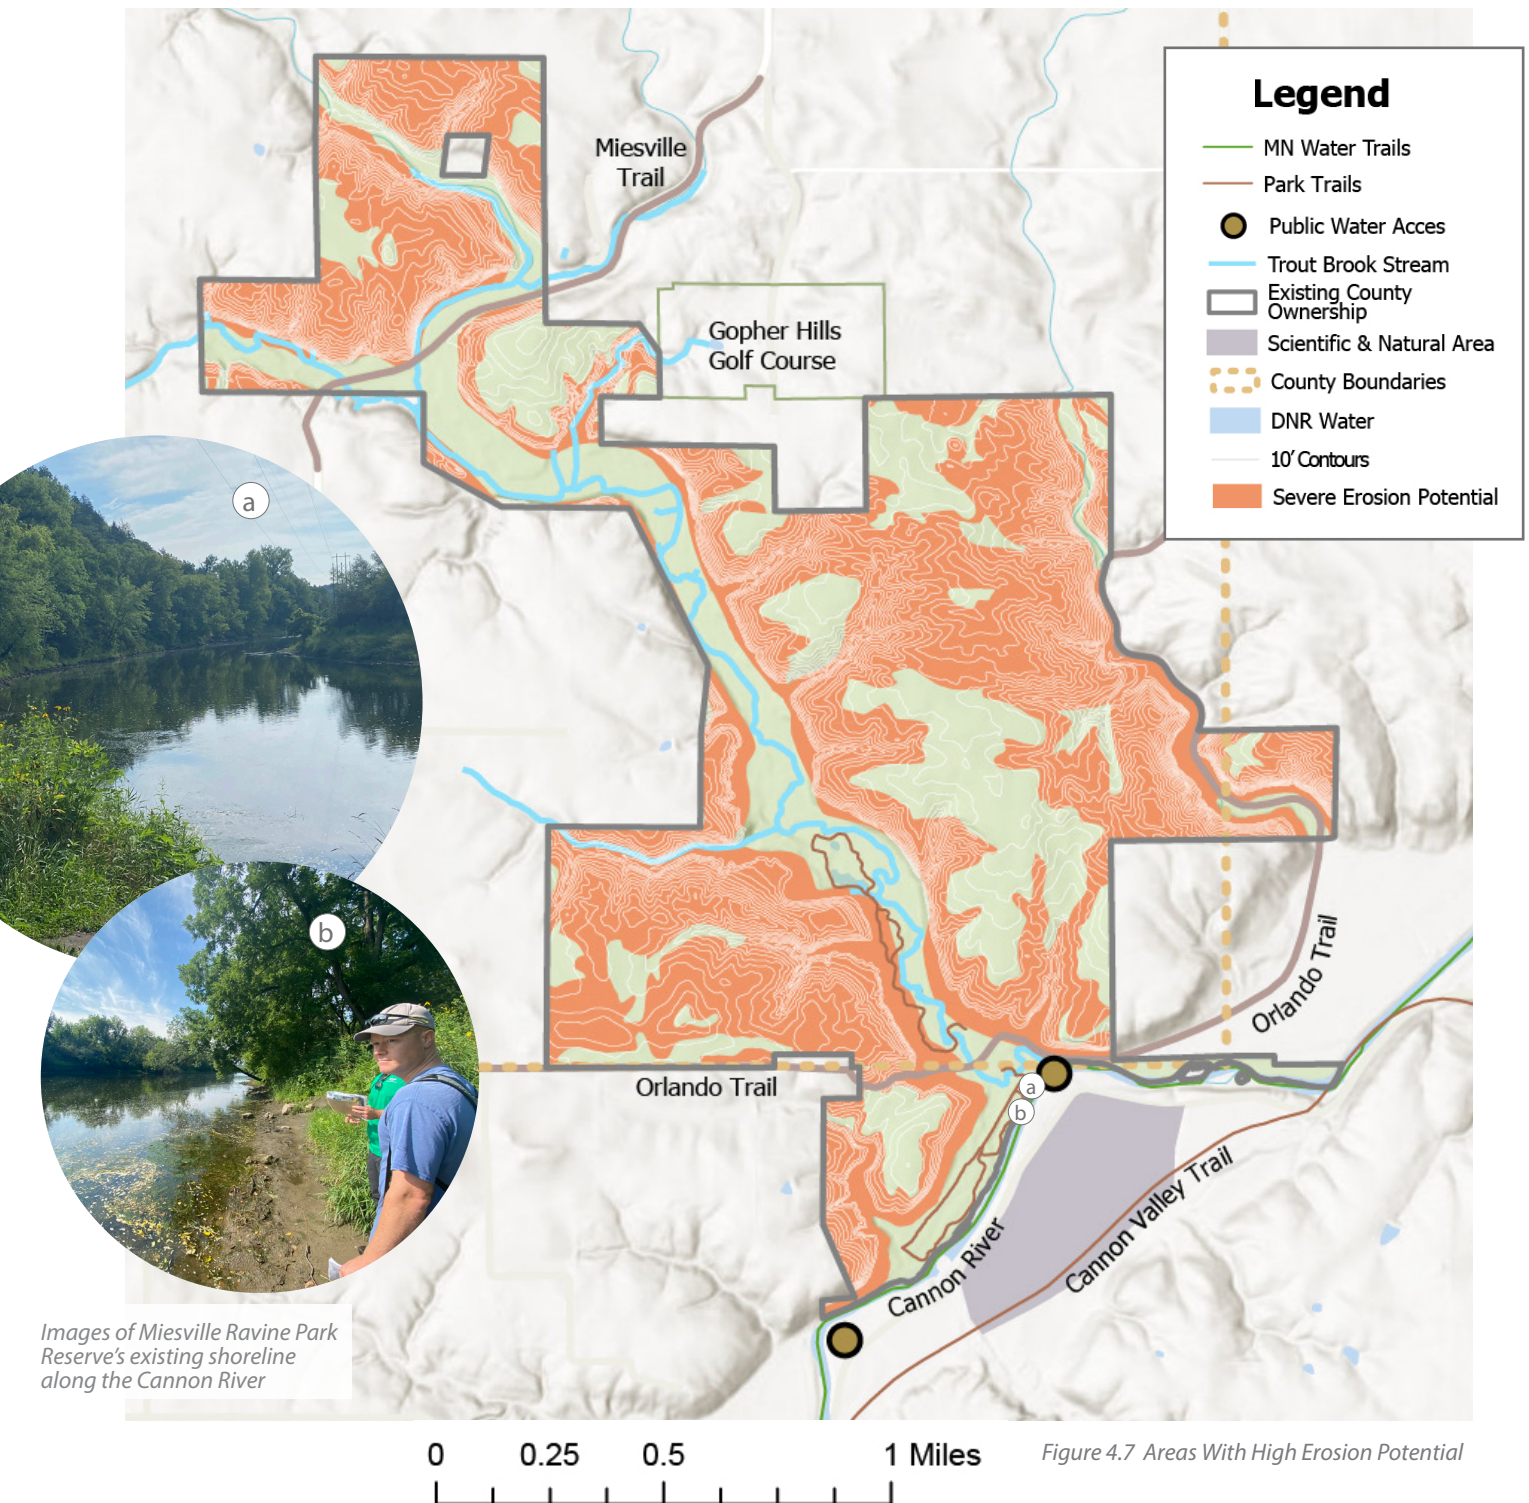 Legend
MN Water Trails
Park Trails
Public Water Acces
Trout Brook Stream
Existing County
Ownership
Scientific & Natural Area
County Boundaries
DNR Water
10' Contours
Severe Erosion Potential
Miesville
Trail
Gopher Hills
Golf Course
a
b
Orlando Trail
Orlando Trail
a
b
Cannon River
Cannon Valley Trail
Images of Miesville Ravine Park
Reserve's existing shoreline
along the Cannon River
0 0.25 0.5 1 Miles
Figure 4.7 Areas With High Erosion Potential